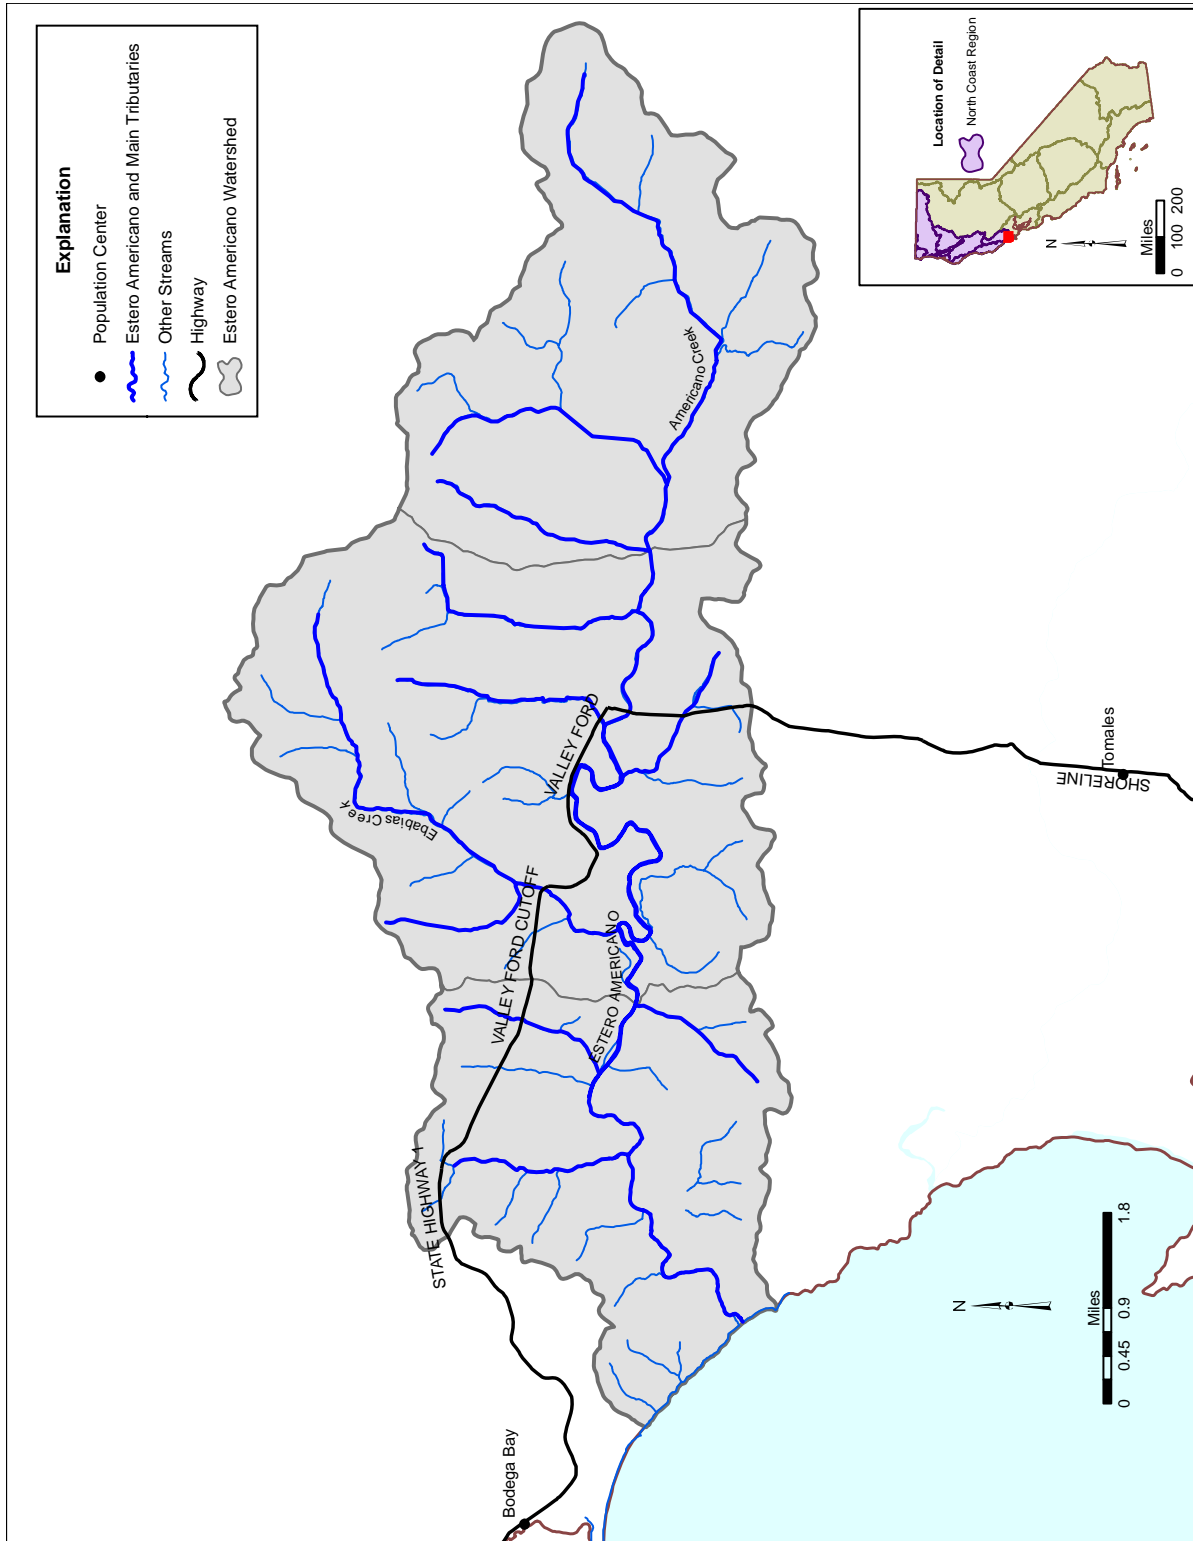 Explanation
Population Center
Estero Americano and Main Tributaries
Other Streams
Highway
Estero Americano Watershed
Location of Detail
North Coast Region
N
Miles
0 100 200
Americano Creek
Ebabias Creek
VALLEY FORD
VALLEY FORD CUTOFF
ESTERO AMERICANO
STATE HIGHWAY 1
Bodega Bay
Tomales
SHORELINE
N
Miles
0 0.45 0.9 1.8